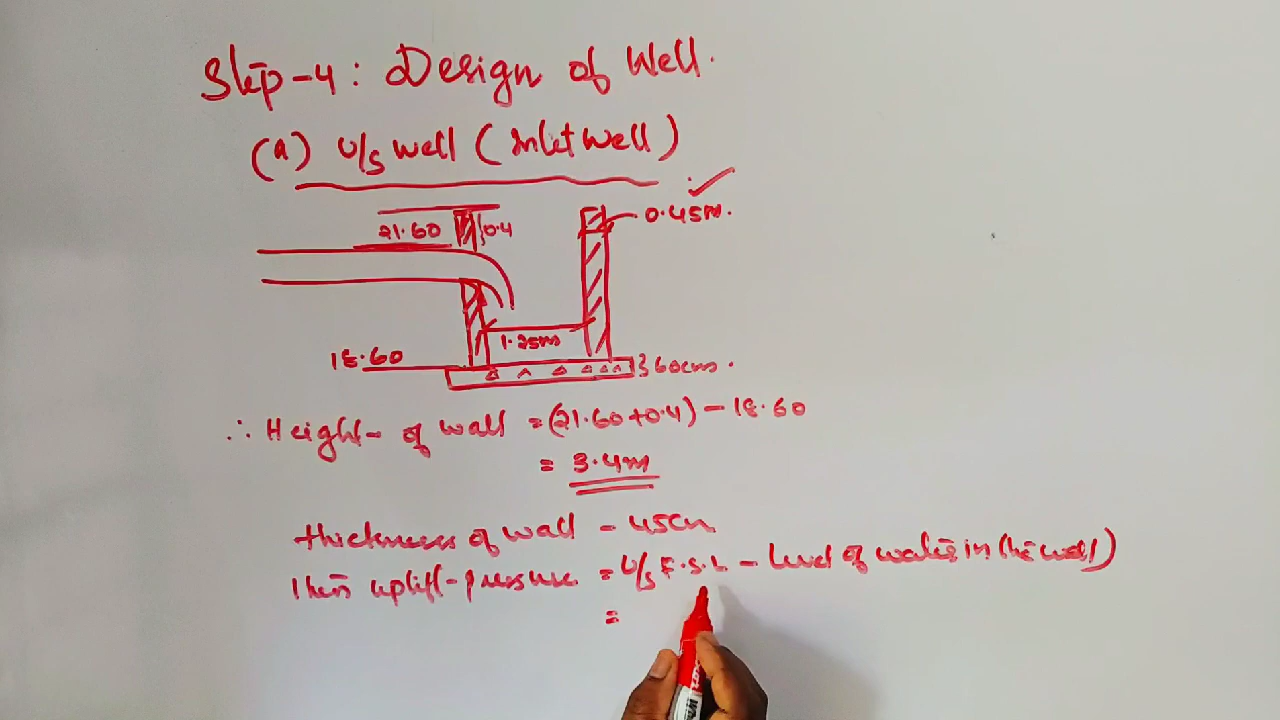 Step-4: Design of Well.
(A) U/S well (Inlet well)
21.60
0.4
0.45m.
1.25m
18.60
60cms.
∴ Height of wall = (21.60+0.4) - 18.60
= 3.4m
thickness of wall = 45cm
uplift-pressure = U/S F.S.L - Level of water in the well)
=